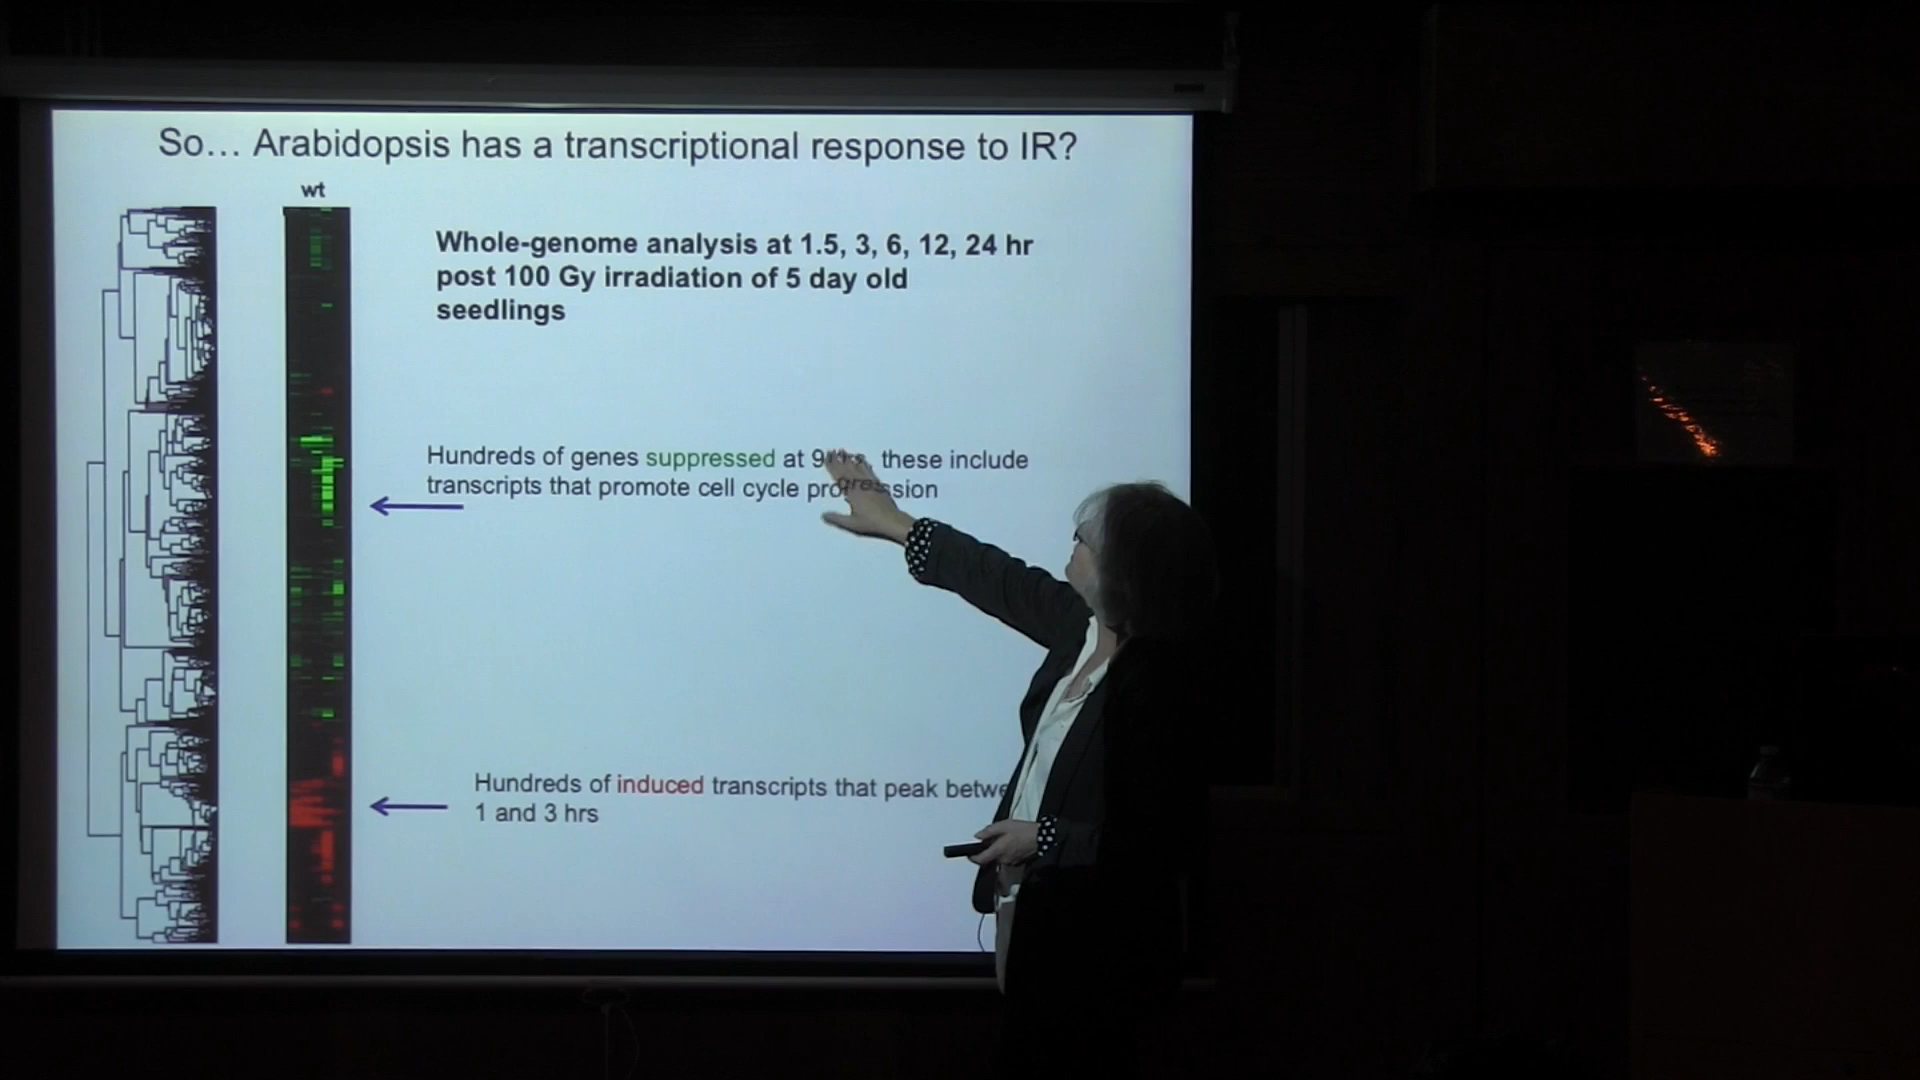 So... Arabidopsis has a transcriptional response to IR?
wt
Whole-genome analysis at 1.5, 3, 6, 12, 24 hr
post 100 Gy irradiation of 5 day old
seedlings
Hundreds of genes suppressed at these include
transcripts that promote cell cycle progression
Hundreds of induced transcripts that peak
1 and 3 hrs